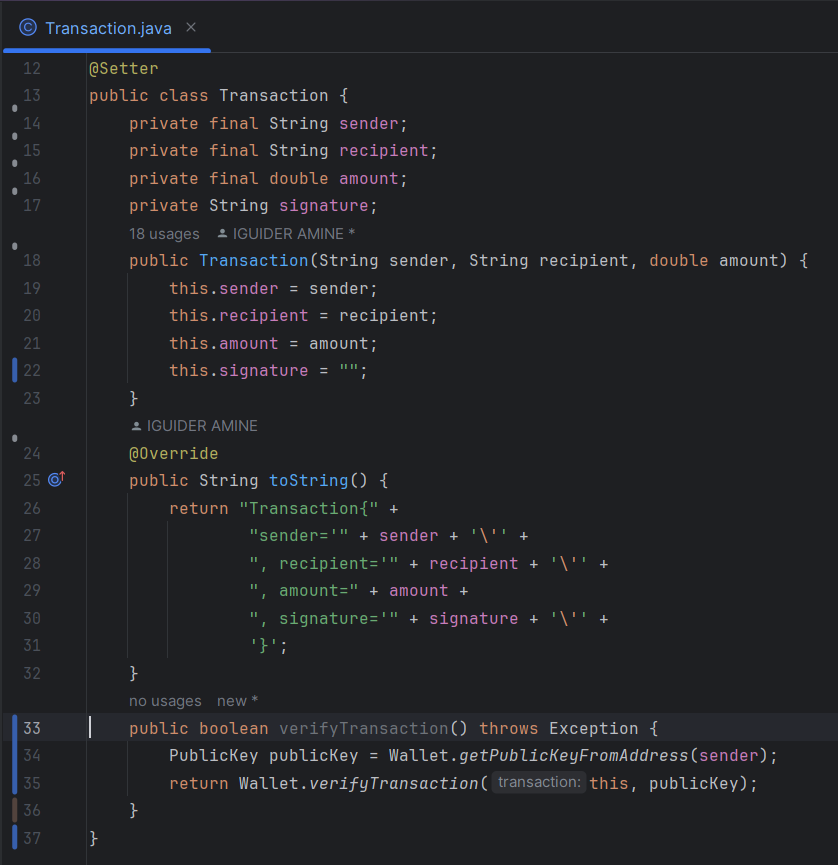 Transaction.java
12 @Setter
13 public class Transaction {
14     private final String sender;
15     private final String recipient;
16     private final double amount;
17     private String signature;
18 usages IGUIDER AMINE *
18     public Transaction(String sender, String recipient, double amount) {
19         this.sender = sender;
20         this.recipient = recipient;
21         this.amount = amount;
22         this.signature = "";
23     }
IGUIDER AMINE
24     @Override
25     public String toString() {
26         return "Transaction{" +
27                 "sender='" + sender + '\'' +
28                 ", recipient='" + recipient + '\'' +
29                 ", amount=" + amount +
30                 ", signature='" + signature + '\'' +
31                 '}';
32     }
no usages new *
33     public boolean verifyTransaction() throws Exception {
34         PublicKey publicKey = Wallet.getPublicKeyFromAddress(sender);
35         return Wallet.verifyTransaction( transaction: this, publicKey);
36     }
37 }